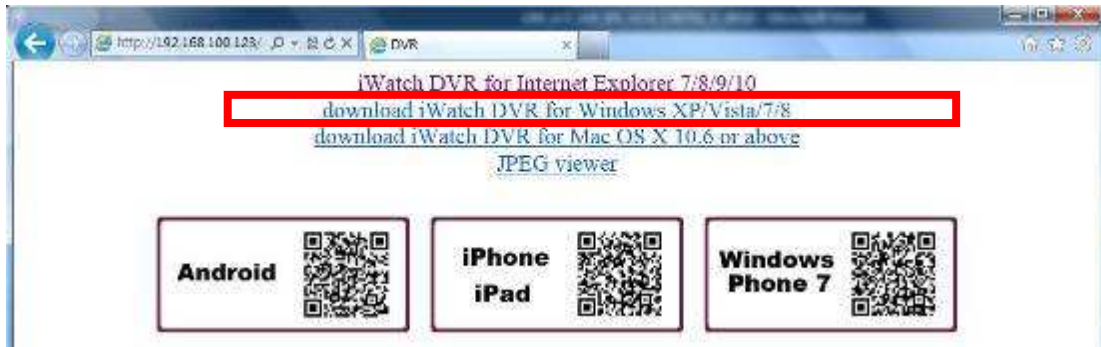 http://192.168.100.123/
DVR
iWatch DVR for Internet Explorer 7/8/9/10
download iWatch DVR for Windows XP/Vista/7/8
download iWatch DVR for Mac OS X 10.6 or above
JPEG viewer
Android
iPhone
iPad
Windows
Phone 7